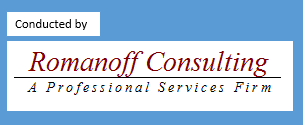 Conducted by
Romanoff Consulting
A Professional Services Firm